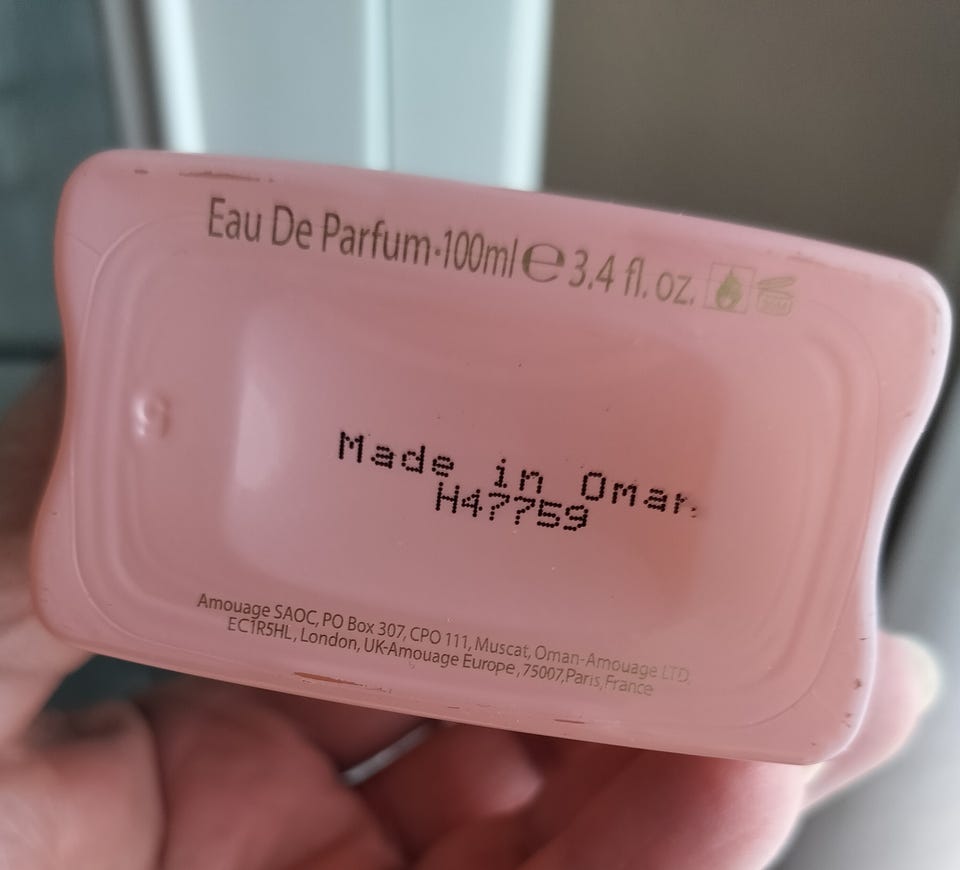 Eau De Parfum·100ml ℮ 3.4 fl. oz.
Made in Oman
H47759
Amouage SAOC, PO Box 307, CPO 111, Muscat, Oman-Amouage LTD,
EC1R5HL, London, UK-Amouage Europe, 75007,Paris,France